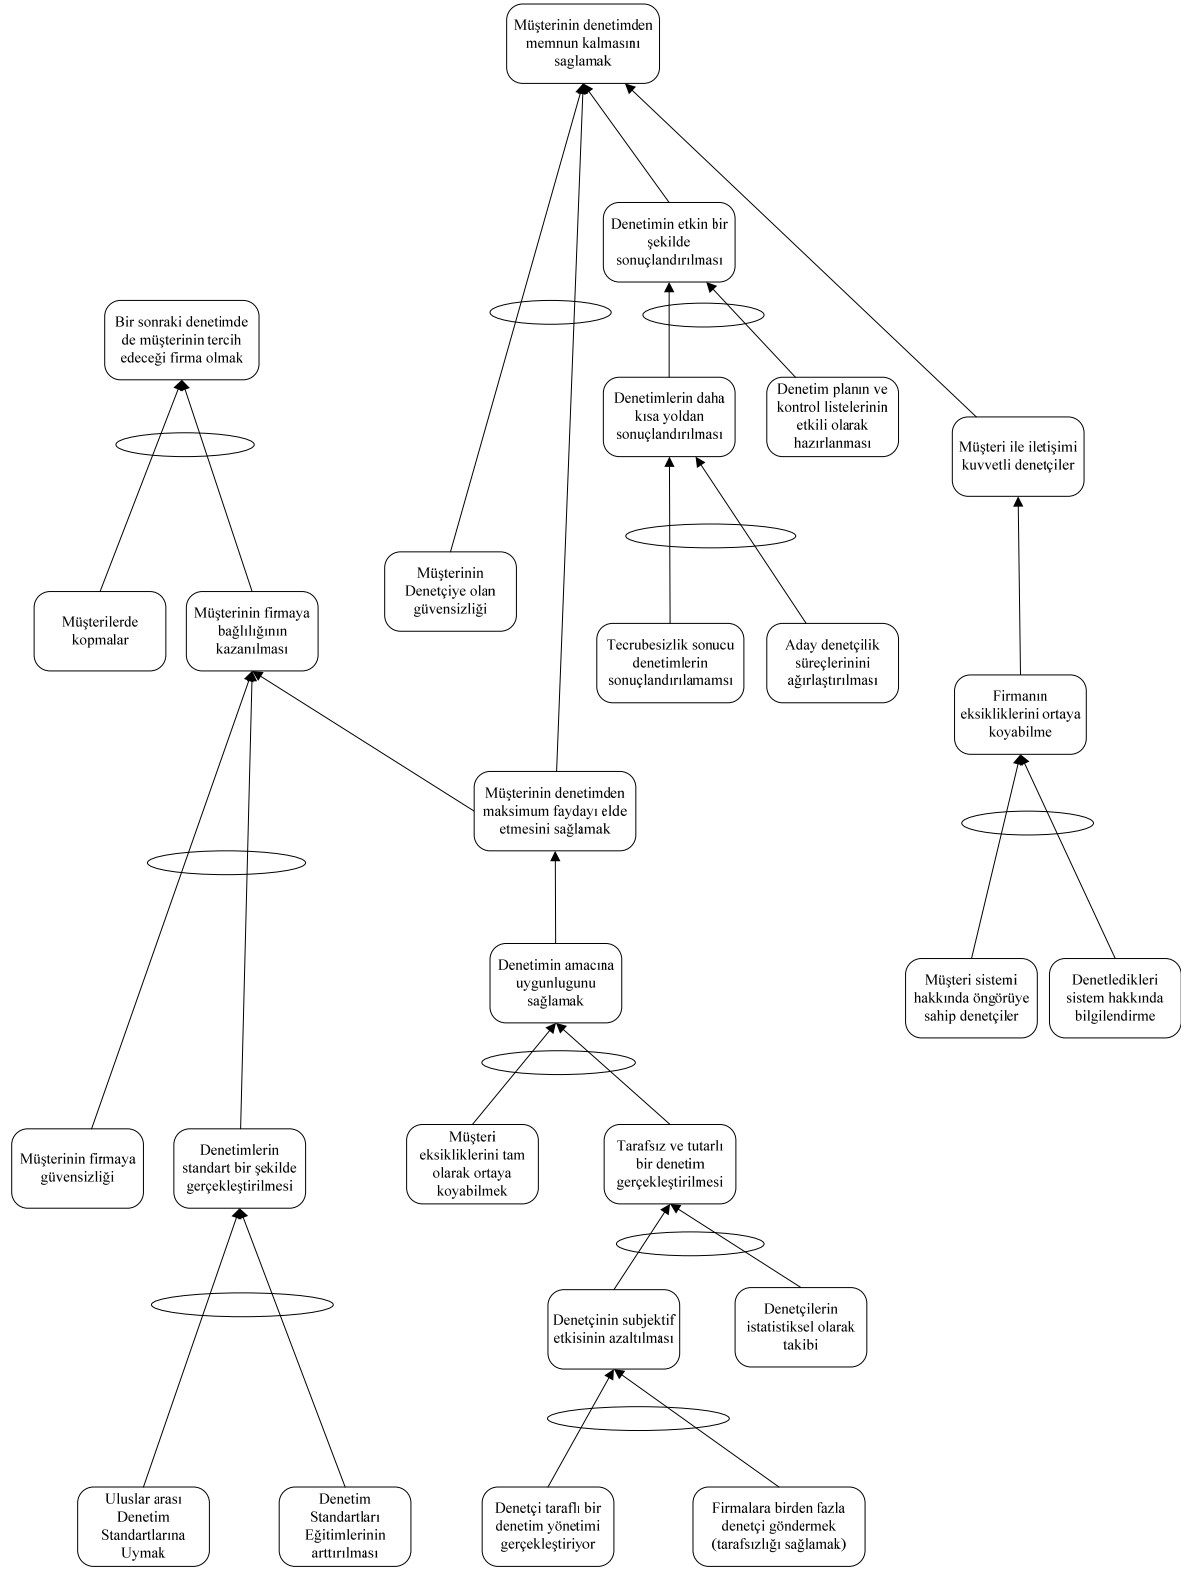 Müşterinin denetimden
memnun kalmasını
saglamak
Denetimin etkin bir
şekilde
sonuçlandırılması
Bir sonraki denetimde
de müşterinin tercih
edeceği firma olmak
Denetimlerin daha
kısa yoldan
sonuçlandırılması
Denetim planın ve
kontrol listelerinin
etkili olarak
hazırlanması
Müşteri ile iletişimi
kuvvetli denetçiler
Müşterinin
Denetçiye olan
güvensizliği
Müşterilerde
kopmalar
Müşterinin firmaya
bağlılığının
kazanılması
Tecrubesizlik sonucu
denetimlerin
sonuçlandırılamamsı
Aday denetçilik
süreçlerinini
ağırlaştırılması
Firmanın
eksikliklerini ortaya
koyabilme
Müşterinin denetimden
maksimum faydayı elde
etmesini sağlamak
Denetimin amacına
uygunlugunu
sağlamak
Müşteri sistemi
hakkında öngörüye
sahip denetçiler
Denetledikleri
sistem hakkında
bilgilendirme
Müşterinin firmaya
güvensizliği
Denetimlerin
standart bir şekilde
gerçekleştirilmesi
Müşteri
eksikliklerini tam
olarak ortaya
koyabilmek
Tarafsız ve tutarlı
bir denetim
gerçekleştirilmesi
Denetçinin subjektif
etkisinin azaltılması
Denetçilerin
istatistiksel olarak
takibi
Uluslar arası
Denetim
Standartlarına
Uymak
Denetim
Standartları
Eğitimlerinin
arttırılması
Denetçi taraflı bir
denetim yönetimi
gerçekleştiriyor
Firmalara birden fazla
denetçi göndermek
(tarafsızlığı sağlamak)